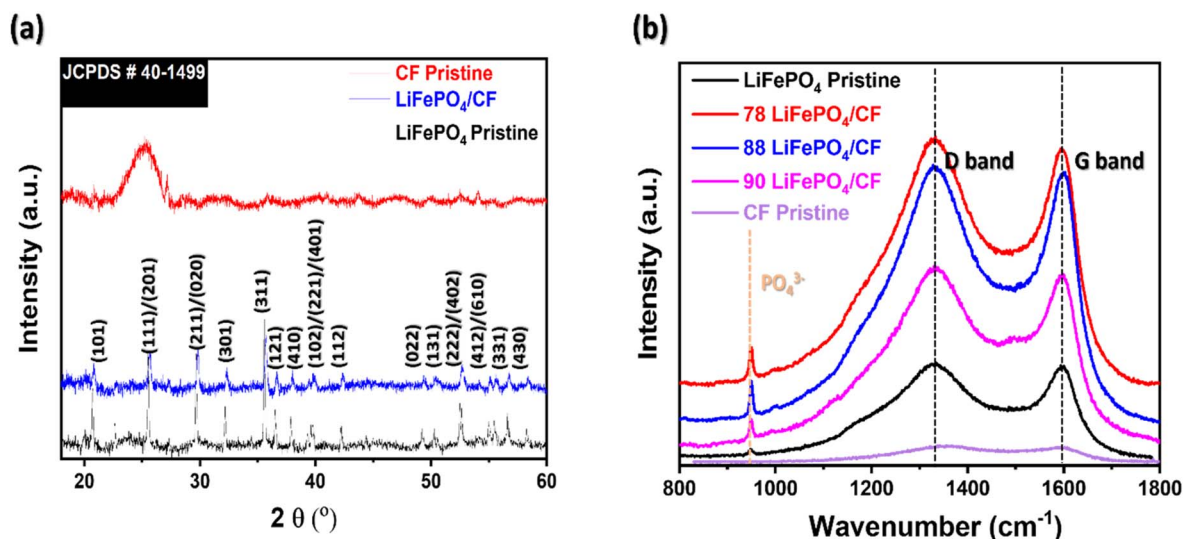 (a)
JCPDS # 40-1499
CF Pristine
LiFePO4/CF
LiFePO4 Pristine
(101)
(111)/(201)
(211)/(020)
(301)
(311)
(121)
(410)
(102)/(221)/(401)
(112)
(022)
(131)
(222)/(402)
(412)/(610)
(331)
(430)
Intensity (a.u.)
20 30 40 50 60
2 θ (°)
(b)
LiFePO4 Pristine
78 LiFePO4/CF
88 LiFePO4/CF
90 LiFePO4/CF
CF Pristine
D band
G band
PO4³⁻
Intensity (a.u.)
800 1000 1200 1400 1600 1800
Wavenumber (cm⁻¹)